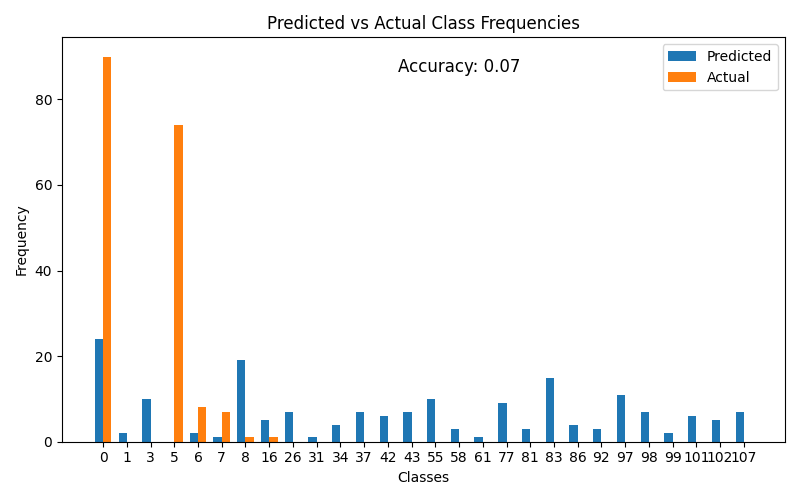 Predicted vs Actual Class Frequencies
Accuracy: 0.07
Predicted
Actual
Frequency
80
60
40
20
0
0 1 3 5 6 7 8 16 26 31 34 37 42 43 55 58 61 77 81 83 86 92 97 98 99 101 102 107
Classes